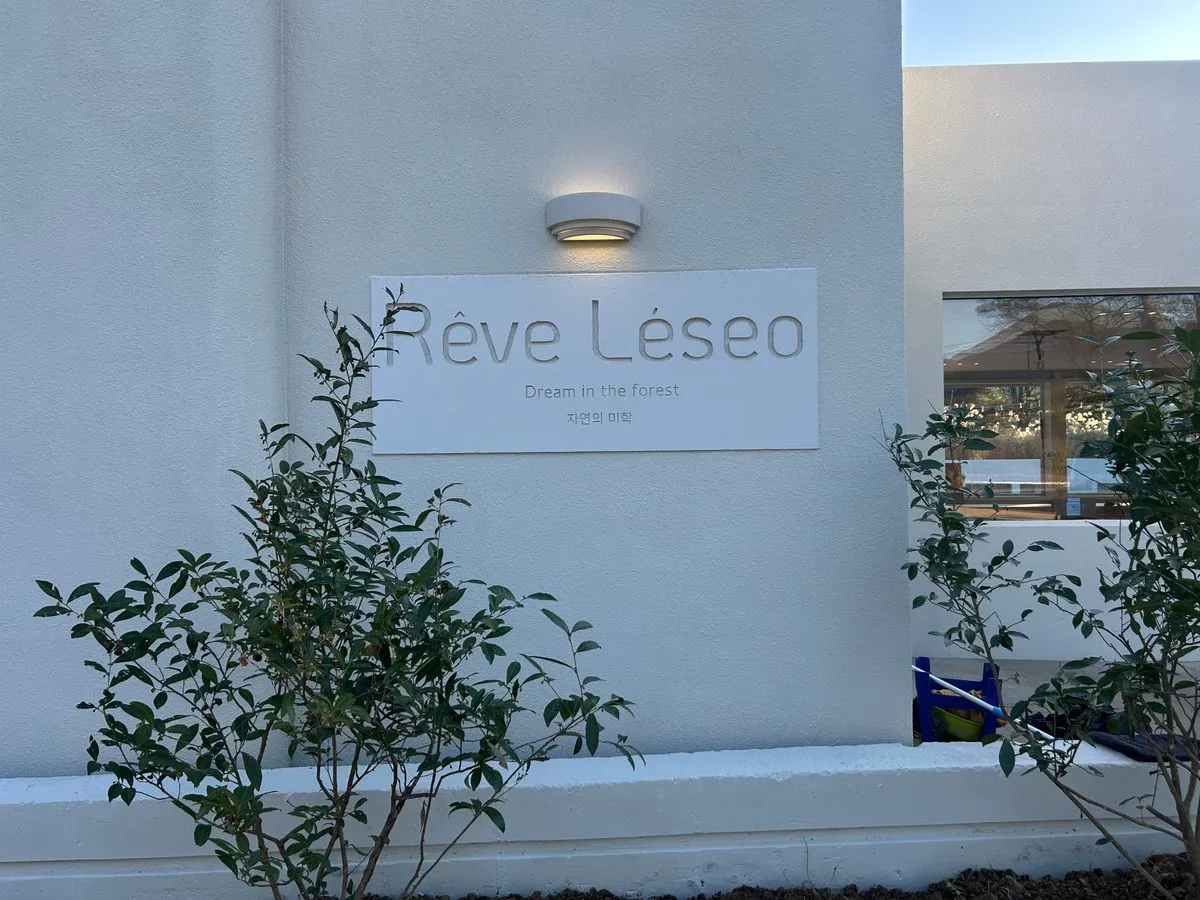 Rêve Léseo
Dream in the forest
자연의 미학